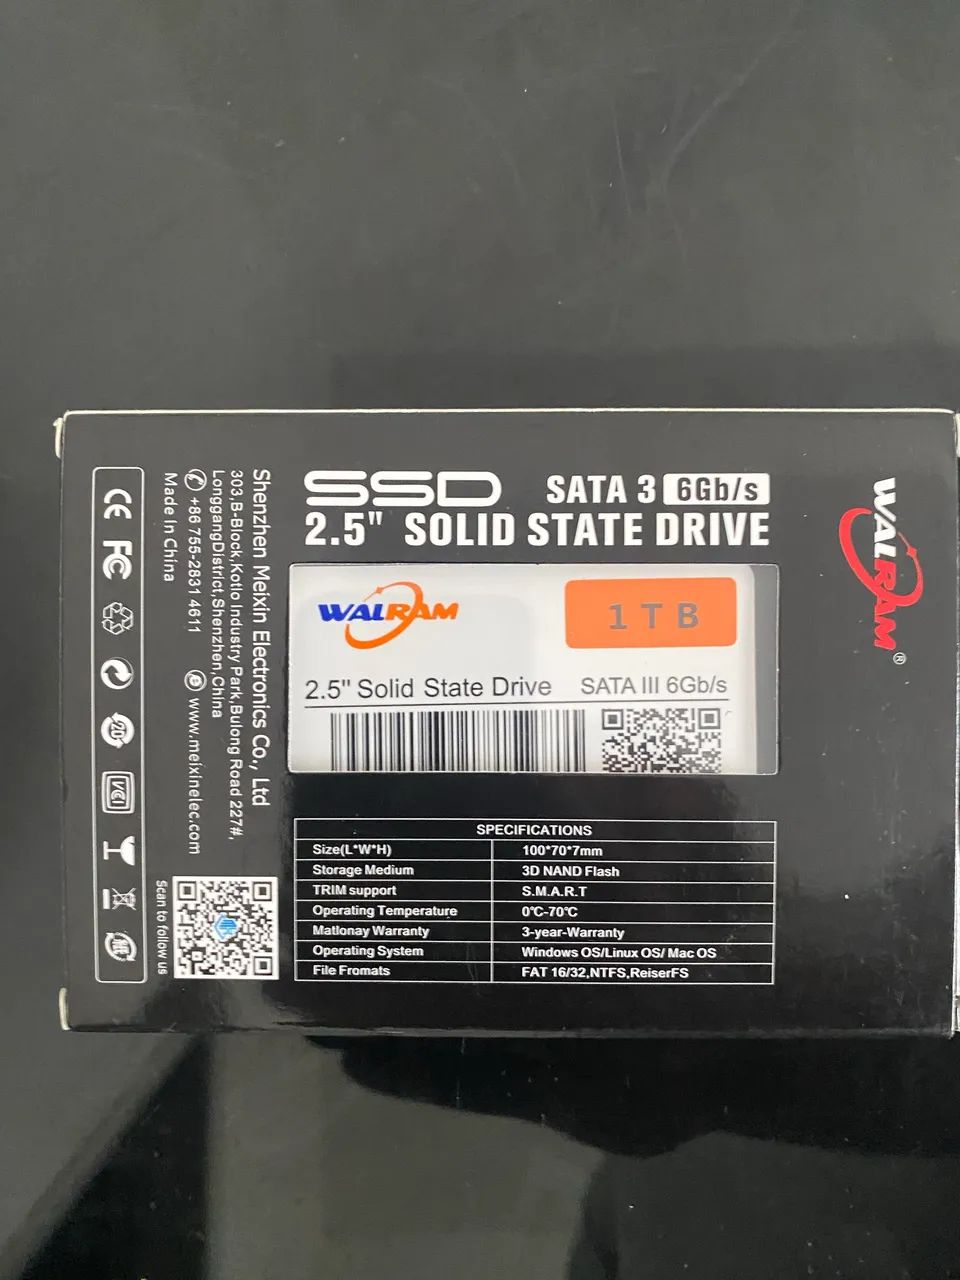 SSD SATA 3 6Gb/s
2.5" SOLID STATE DRIVE
WALRAM
1TB
2.5" Solid State Drive SATA III 6Gb/s
WALRAM®
SPECIFICATIONS
Size(L*W*H) 100*70*7mm
Storage Medium 3D NAND Flash
TRIM support S.M.A.R.T
Operating Temperature 0℃-70℃
Matlonay Warranty 3-year-Warranty
Operating System Windows OS/Linux OS/ Mac OS
File Fromats FAT 16/32,NTFS,ReiserFS
Shenzhen Meixin Electronics Co., Ltd
303,B-Block,Kotio Industry Park,Bulong Road 227#,
LonggangDistrict,Shenzhen,China
+86 755-2831 4611 www.meixinelec.com
Made In China
Scan to follow us
CE FC 20 VCI